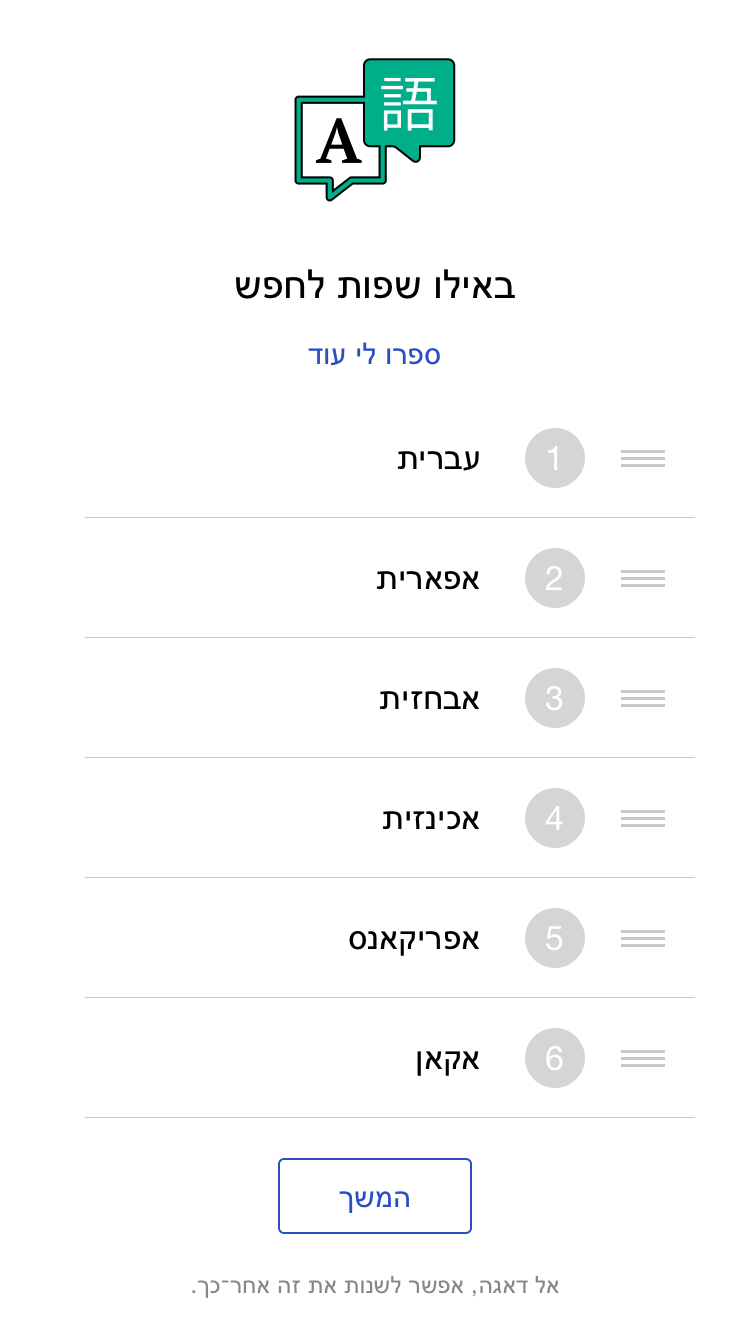 語
A
באילו שפות לחפש
ספרו לי עוד
1 עברית
2 אפארית
3 אבחזית
4 אכינזית
5 אפריקאנס
6 אקאן
המשך
אל דאגה, אפשר לשנות את זה אחר־כך.